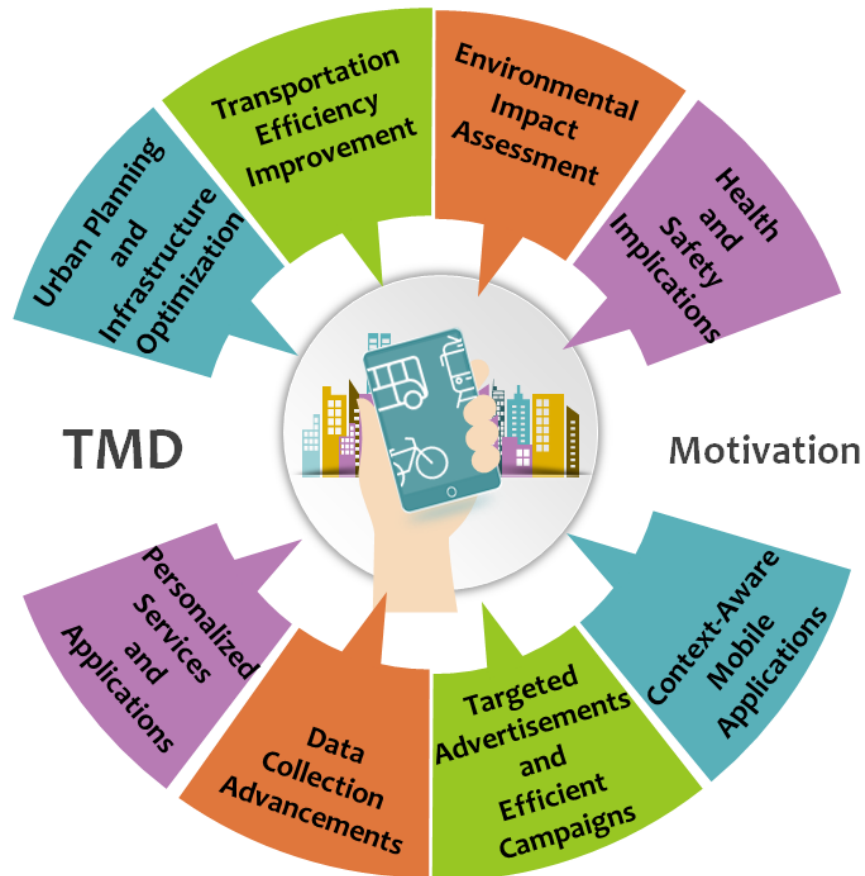 Transportation
Efficiency
Improvement
Environmental
Impact
Assessment
Urban Planning
and
Infrastructure
Optimization
Health
and
Safety
Implications
TMD
Motivation
Personalized
Services
and
Applications
Data
Collection
Advancements
Targeted
Advertisements
and
Efficient
Campaigns
Context-Aware
Mobile
Applications